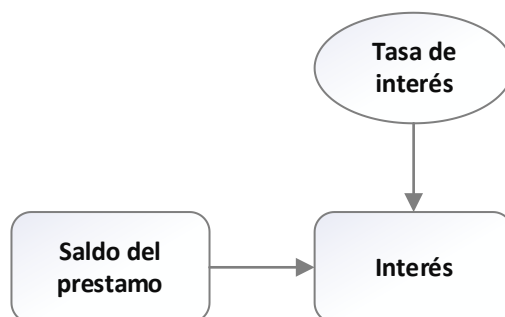 Tasa de
interés
Saldo del
prestamo
Interés